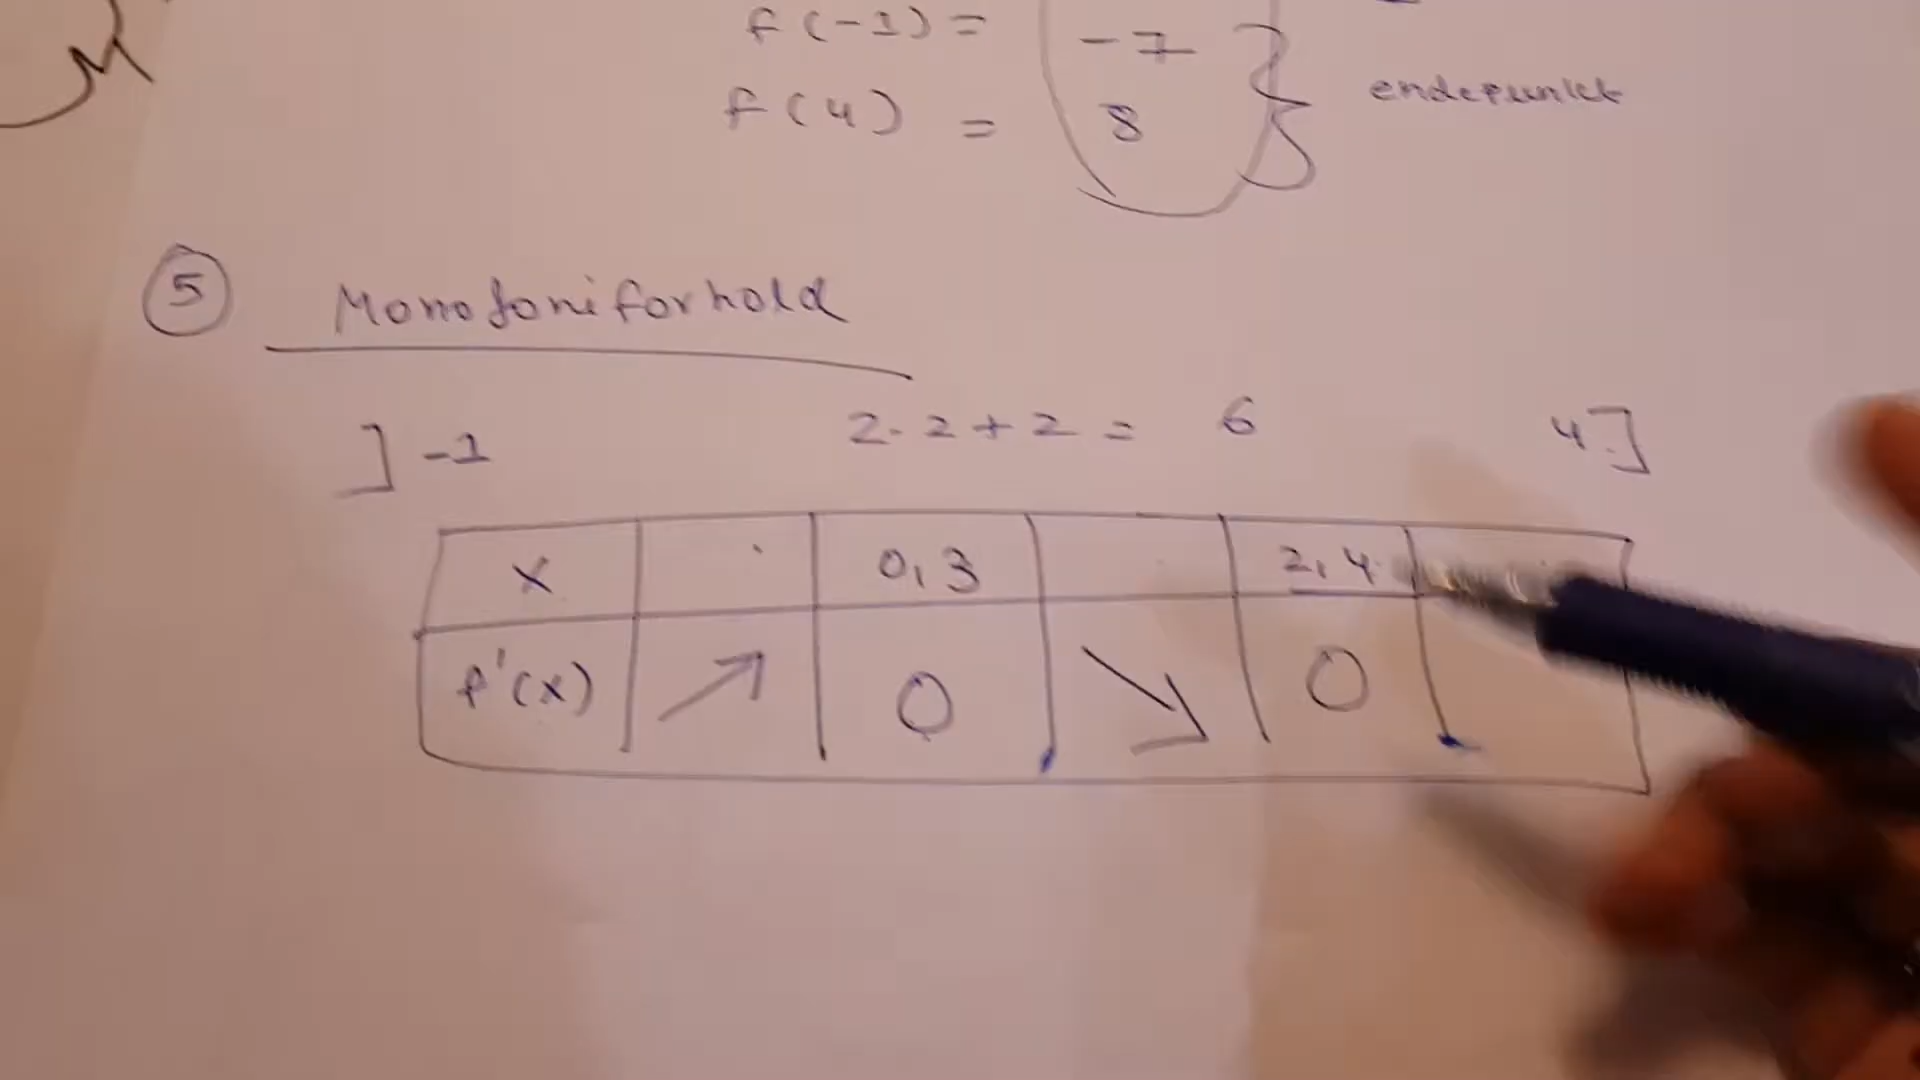 f(-1) = -7
f(4) = 8
endepunkt
5 Monotoniforhold
]-1 2·2+2 = 6 4]
x 0,3 2,4
f'(x) ↗ 0 ↘ 0